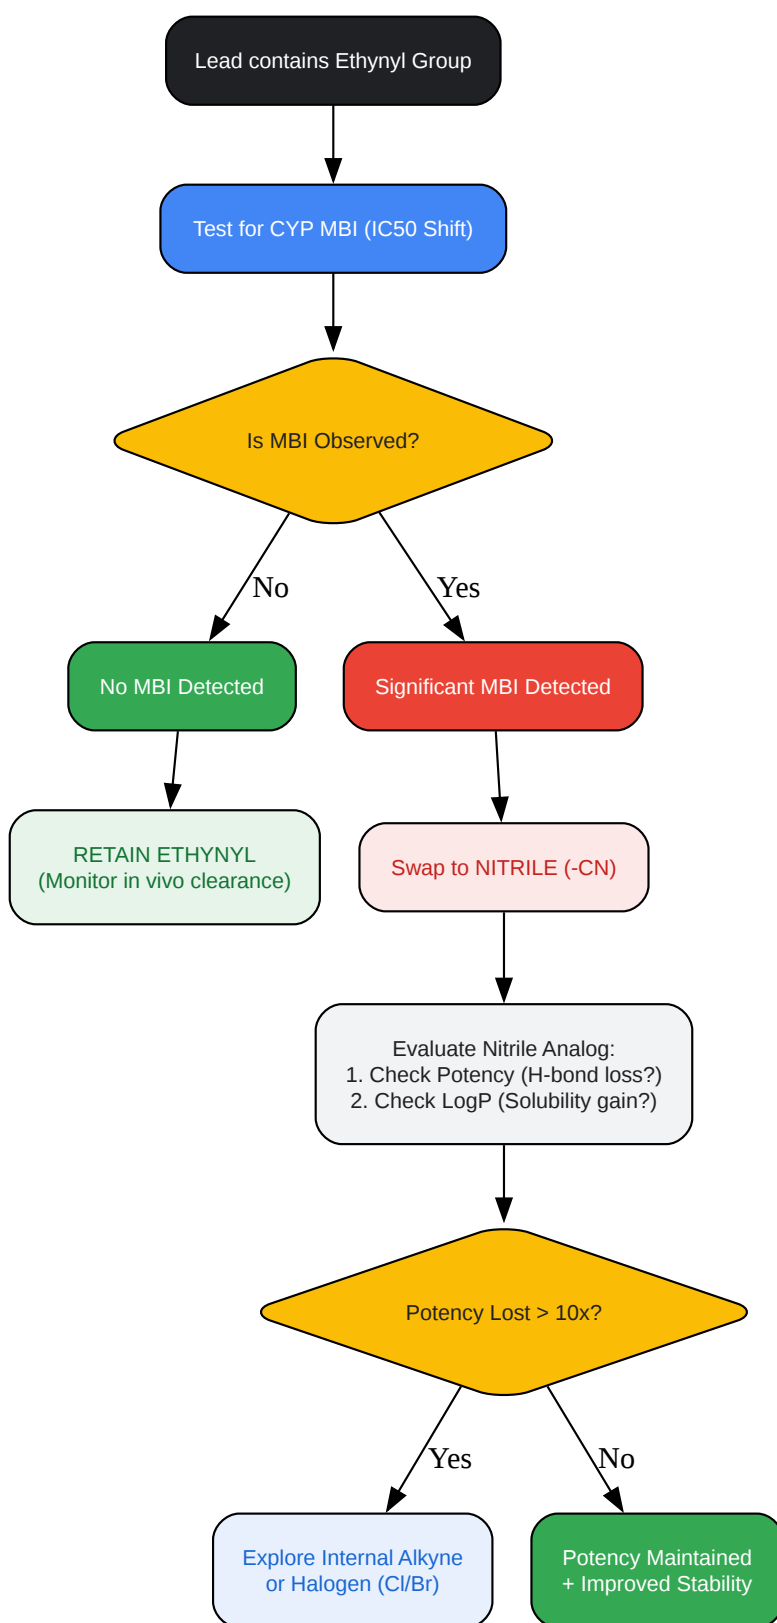 Lead contains Ethynyl Group
Test for CYP MBI (IC50 Shift)
Is MBI Observed?
No
Yes
No MBI Detected
Significant MBI Detected
RETAIN ETHYNYL
(Monitor in vivo clearance)
Swap to NITRILE (-CN)
Evaluate Nitrile Analog:
1. Check Potency (H-bond loss?)
2. Check LogP (Solubility gain?)
Potency Lost > 10x?
Yes
No
Explore Internal Alkyne
or Halogen (Cl/Br)
Potency Maintained
+ Improved Stability